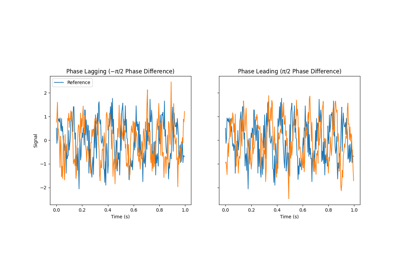 Phase Lagging (−π/2 Phase Difference)
Reference
Signal
2
1
0
−1
−2
0.0 0.2 0.4 0.6 0.8 1.0
Time (s)
Phase Leading (π/2 Phase Difference)
0.0 0.2 0.4 0.6 0.8 1.0
Time (s)